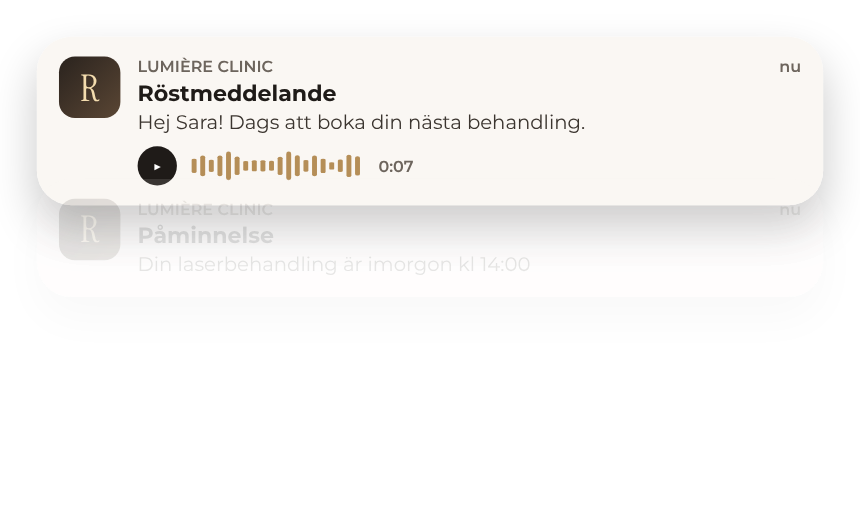 R
LUMIÈRE CLINIC
nu
Röstmeddelande
Hej Sara! Dags att boka din nästa behandling.
0:07
R
LUMIÈRE CLINIC
nu
Påminnelse
Din laserbehandling är imorgon kl 14:00